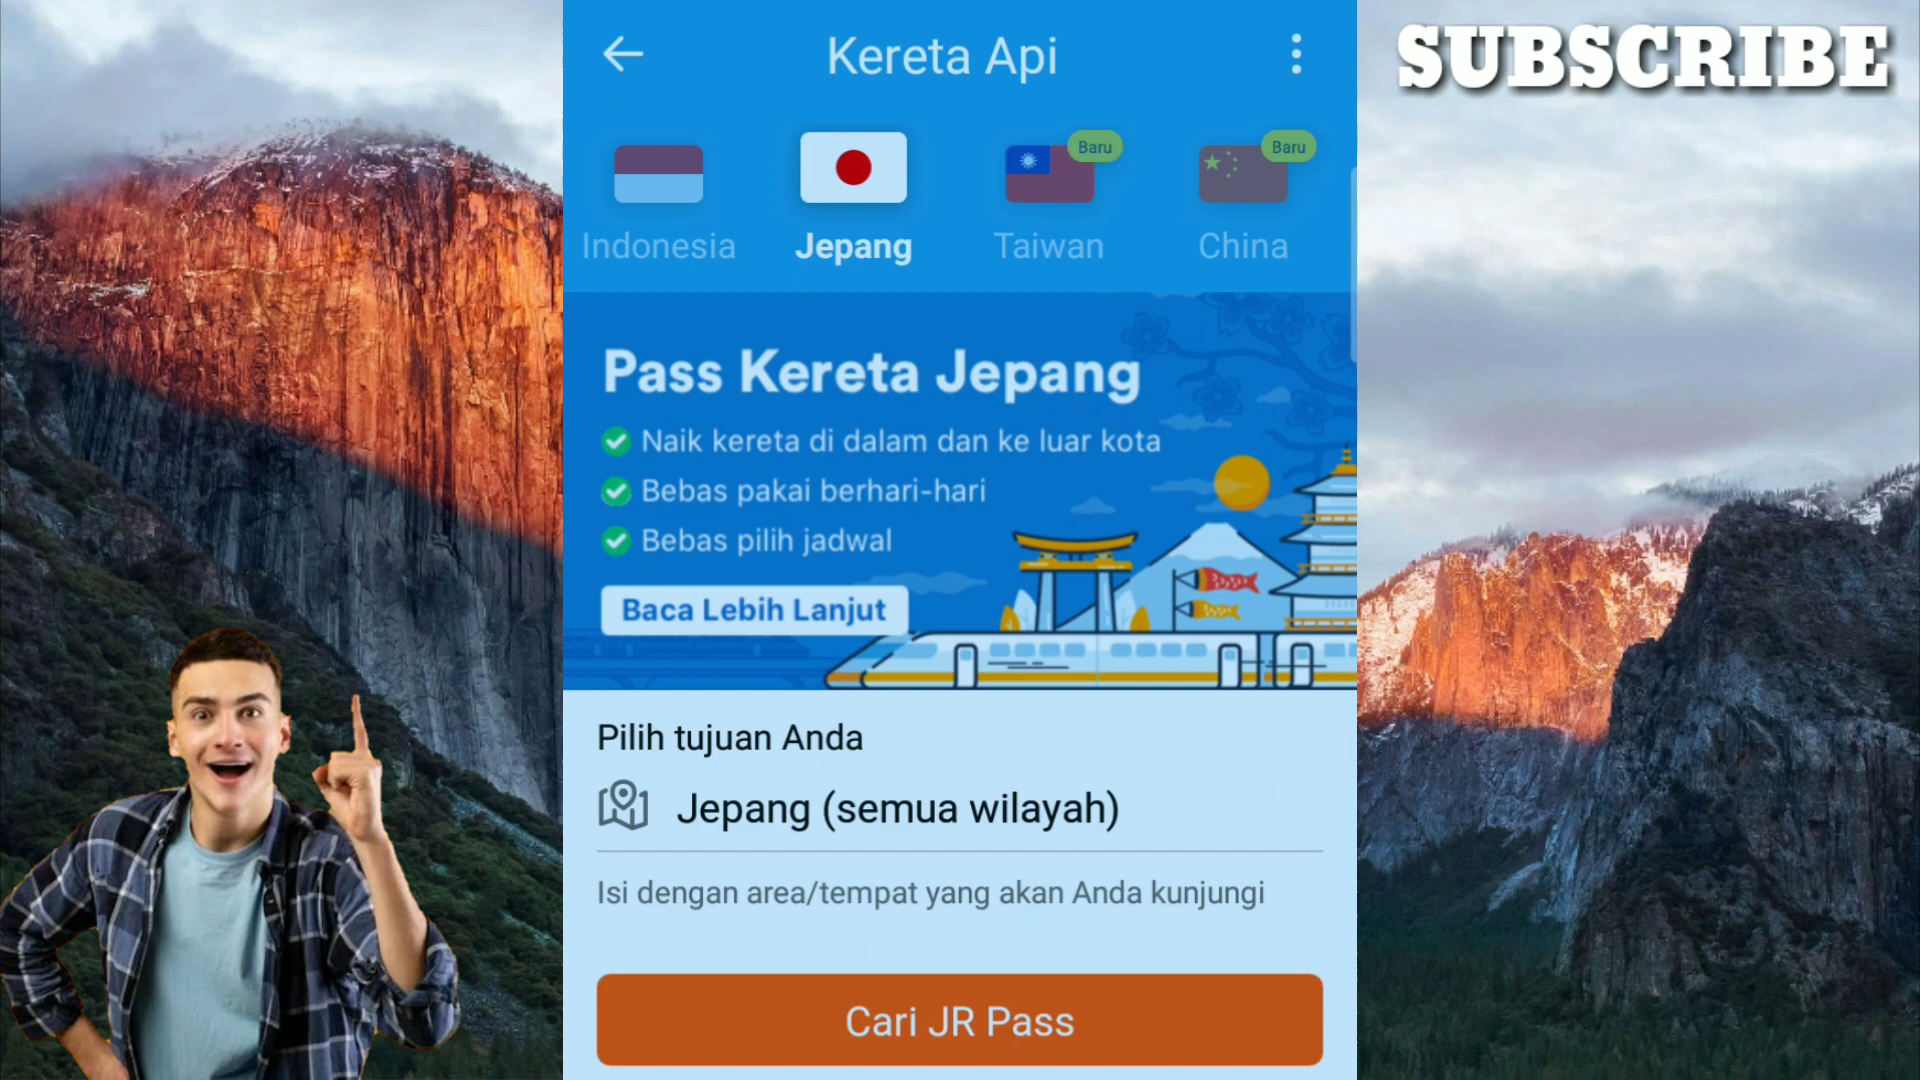 SUBSCRIBE
Kereta Api
Baru
Baru
Indonesia
Jepang
Taiwan
China
Pass Kereta Jepang
Naik kereta di dalam dan ke luar kota
Bebas pakai berhari-hari
Bebas pilih jadwal
Baca Lebih Lanjut
Pilih tujuan Anda
Jepang (semua wilayah)
Isi dengan area/tempat yang akan Anda kunjungi
Cari JR Pass